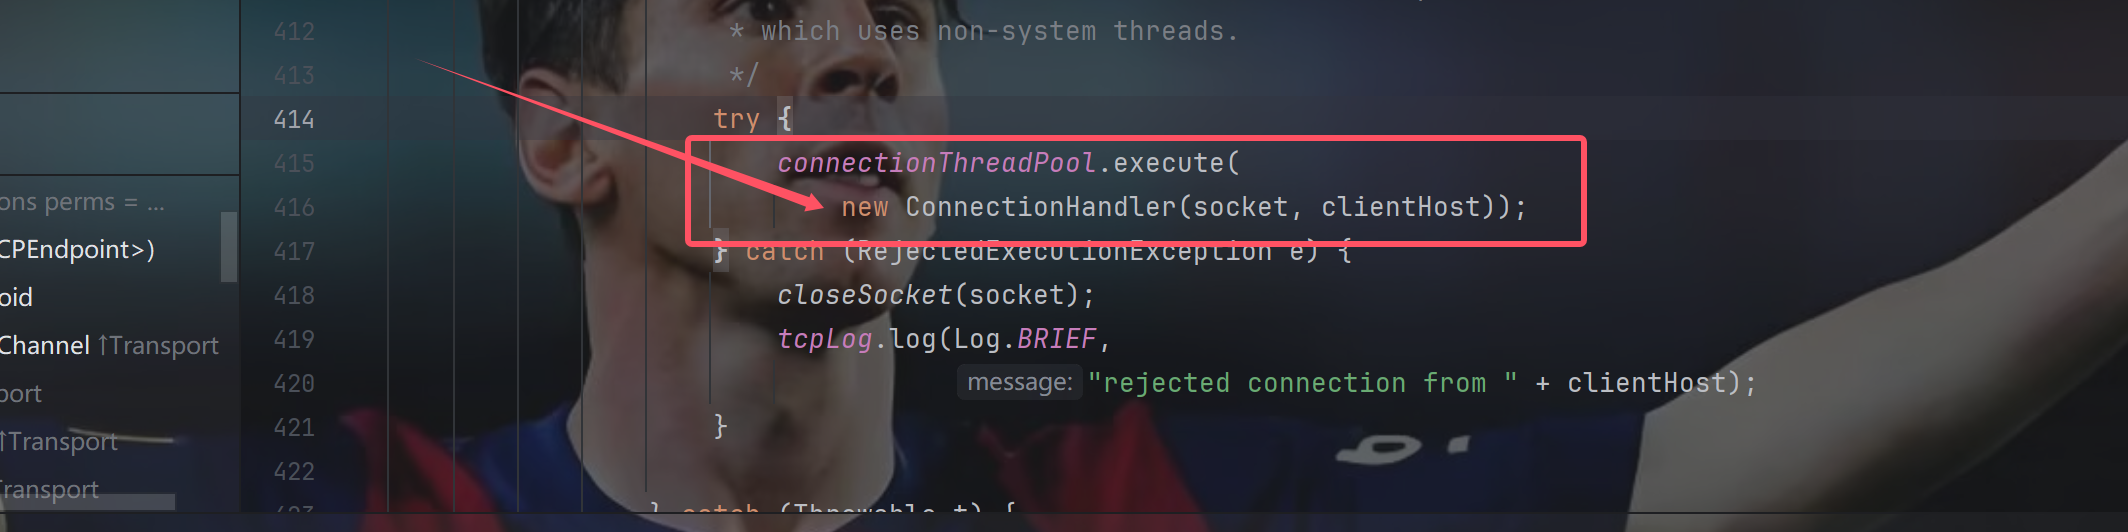 412 * which uses non-system threads.
413 */
414 try {
415 connectionThreadPool.execute(
416 new ConnectionHandler(socket, clientHost));
417 } catch (RejectedExecutionException e) {
418 closeSocket(socket);
419 tcpLog.log(Log.BRIEF,
420 message: "rejected connection from " + clientHost);
421 }
422
423 } catch (Throwable t) {
ons perms = ...
CPEndpoint>)
oid
Channel ↑Transport
port
↑Transport
Transport